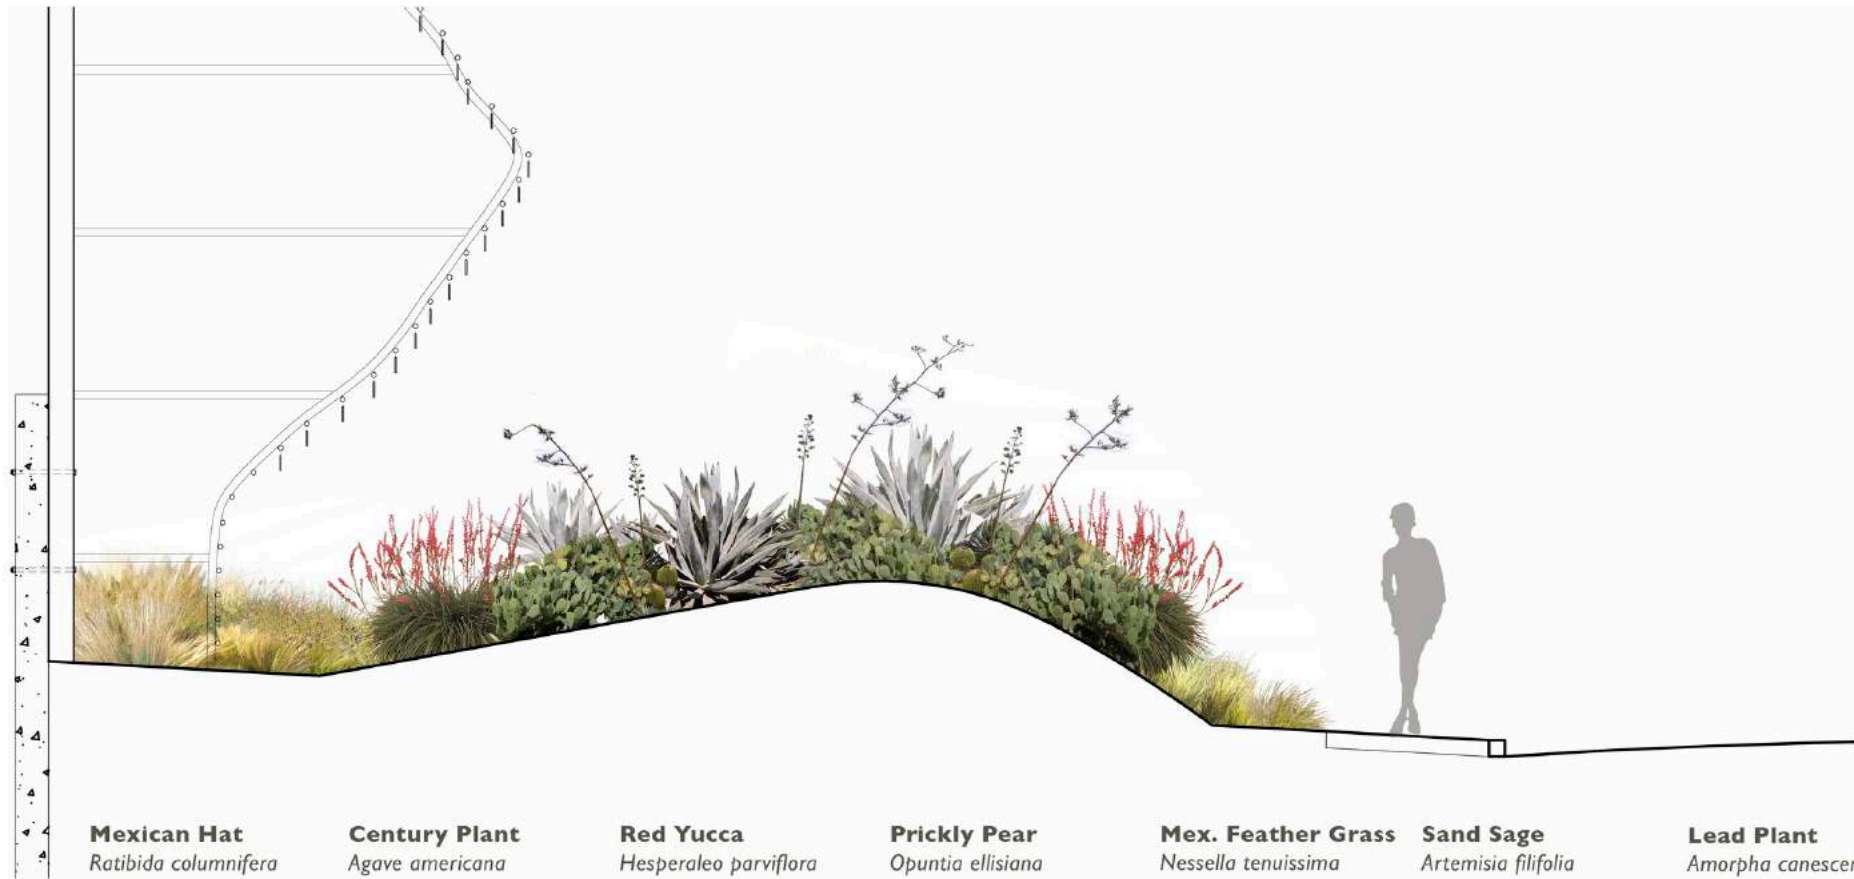 Mexican Hat
Ratibida columnifera
Century Plant
Agave americana
Red Yucca
Hesperaleo parviflora
Prickly Pear
Opuntia ellisiana
Mex. Feather Grass
Nessella tenuissima
Sand Sage
Artemisia filifolia
Lead Plant
Amorpha